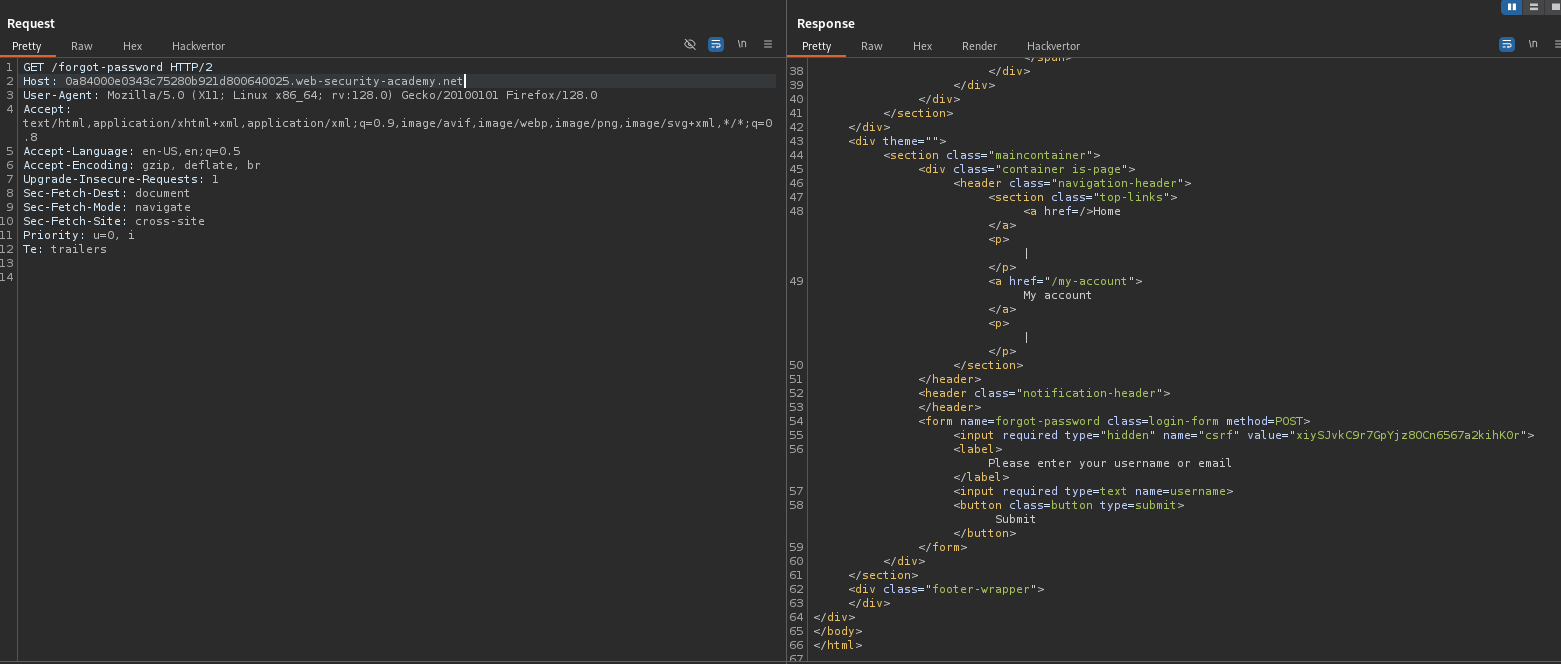 Request
Pretty Raw Hex Hackvertor \n
1 GET /forgot-password HTTP/2
2 Host: 0a84000e0343c75280b921d800640025.web-security-academy.net
3 User-Agent: Mozilla/5.0 (X11; Linux x86_64; rv:128.0) Gecko/20100101 Firefox/128.0
4 Accept:
text/html,application/xhtml+xml,application/xml;q=0.9,image/avif,image/webp,image/png,image/svg+xml,*/*;q=0
.8
5 Accept-Language: en-US,en;q=0.5
6 Accept-Encoding: gzip, deflate, br
7 Upgrade-Insecure-Requests: 1
8 Sec-Fetch-Dest: document
9 Sec-Fetch-Mode: navigate
10 Sec-Fetch-Site: cross-site
11 Priority: u=0, i
12 Te: trailers
13
14
Response
Pretty Raw Hex Render Hackvertor \n
</span>
38 </div>
39 </div>
40 </div>
41 </section>
42 </div>
43 <div theme="">
44 <section class="maincontainer">
45 <div class="container is-page">
46 <header class="navigation-header">
47 <section class="top-links">
48 <a href=/>Home
</a>
<p>
|
</p>
49 <a href="/my-account">
My account
</a>
<p>
|
</p>
50 </section>
51 </header>
52 <header class="notification-header">
53 </header>
54 <form name=forgot-password class=login-form method=POST>
55 <input required type="hidden" name="csrf" value="xiySJvkC9r7GpYjz8OCn6567a2kihK0r">
56 <label>
Please enter your username or email
</label>
57 <input required type=text name=username>
58 <button class=button type=submit>
Submit
</button>
59 </form>
60 </div>
61 </section>
62 <div class="footer-wrapper">
63 </div>
64 </div>
65 </body>
66 </html>
67